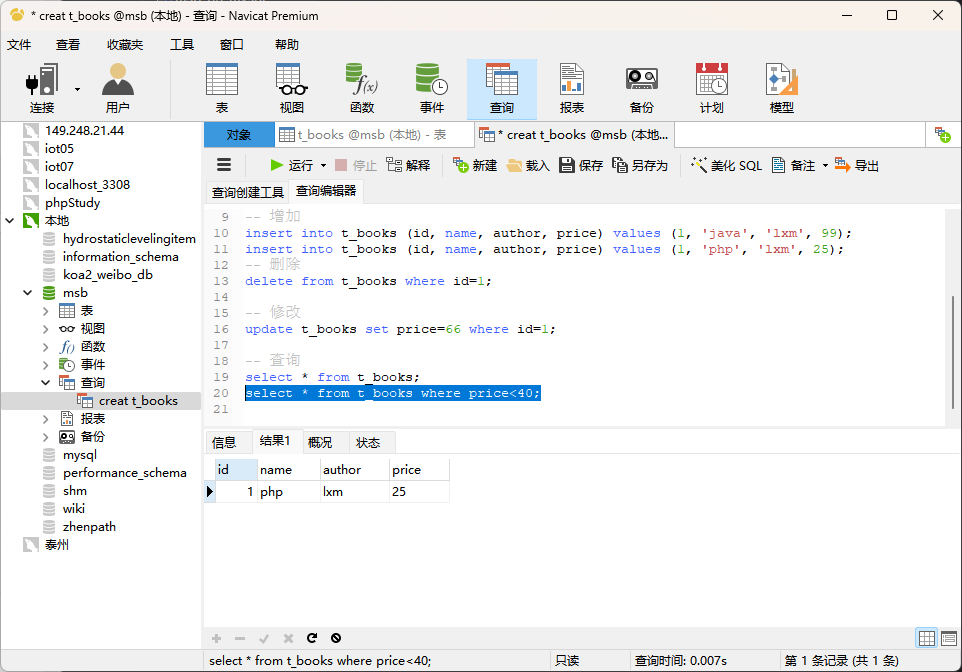 * creat t_books @msb (本地) - 查询 - Navicat Premium
文件 查看 收藏夹 工具 窗口 帮助
连接 用户 表 视图 函数 事件 查询 报表 备份 计划 模型
对象 t_books @msb (本地) - 表 * creat t_books @msb (本地...
运行 停止 解释 新建 载入 保存 另存为 美化 SQL 备注 导出
查询创建工具 查询编辑器
149.248.21.44
iot05
iot07
localhost_3308
phpStudy
本地
hydrostaticlevelingitem
information_schema
koa2_weibo_db
msb
表
视图
f() 函数
事件
查询
creat t_books
报表
备份
mysql
performance_schema
shm
wiki
zhenpath
泰州
9 -- 增加
10 insert into t_books (id, name, author, price) values (1, 'java', 'lxm', 99);
11 insert into t_books (id, name, author, price) values (1, 'php', 'lxm', 25);
12 -- 删除
13 delete from t_books where id=1;
14
15 -- 修改
16 update t_books set price=66 where id=1;
17
18 -- 查询
19 select * from t_books;
20 select * from t_books where price<40;
21
信息 结果1 概况 状态
id name author price
1 php lxm 25
select * from t_books where price<40; 只读 查询时间: 0.007s 第 1 条记录 (共 1 条)